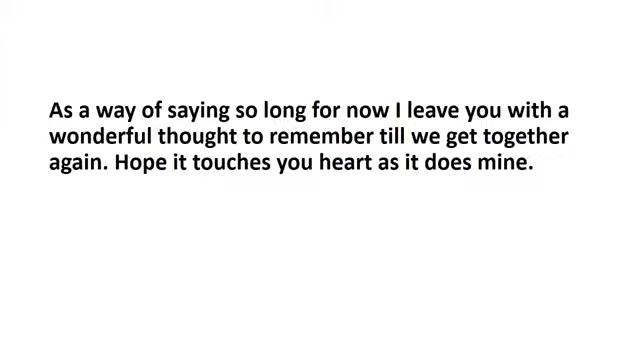 As a way of saying so long for now I leave you with a
wonderful thought to remember till we get together
again. Hope it touches you heart as it does mine.